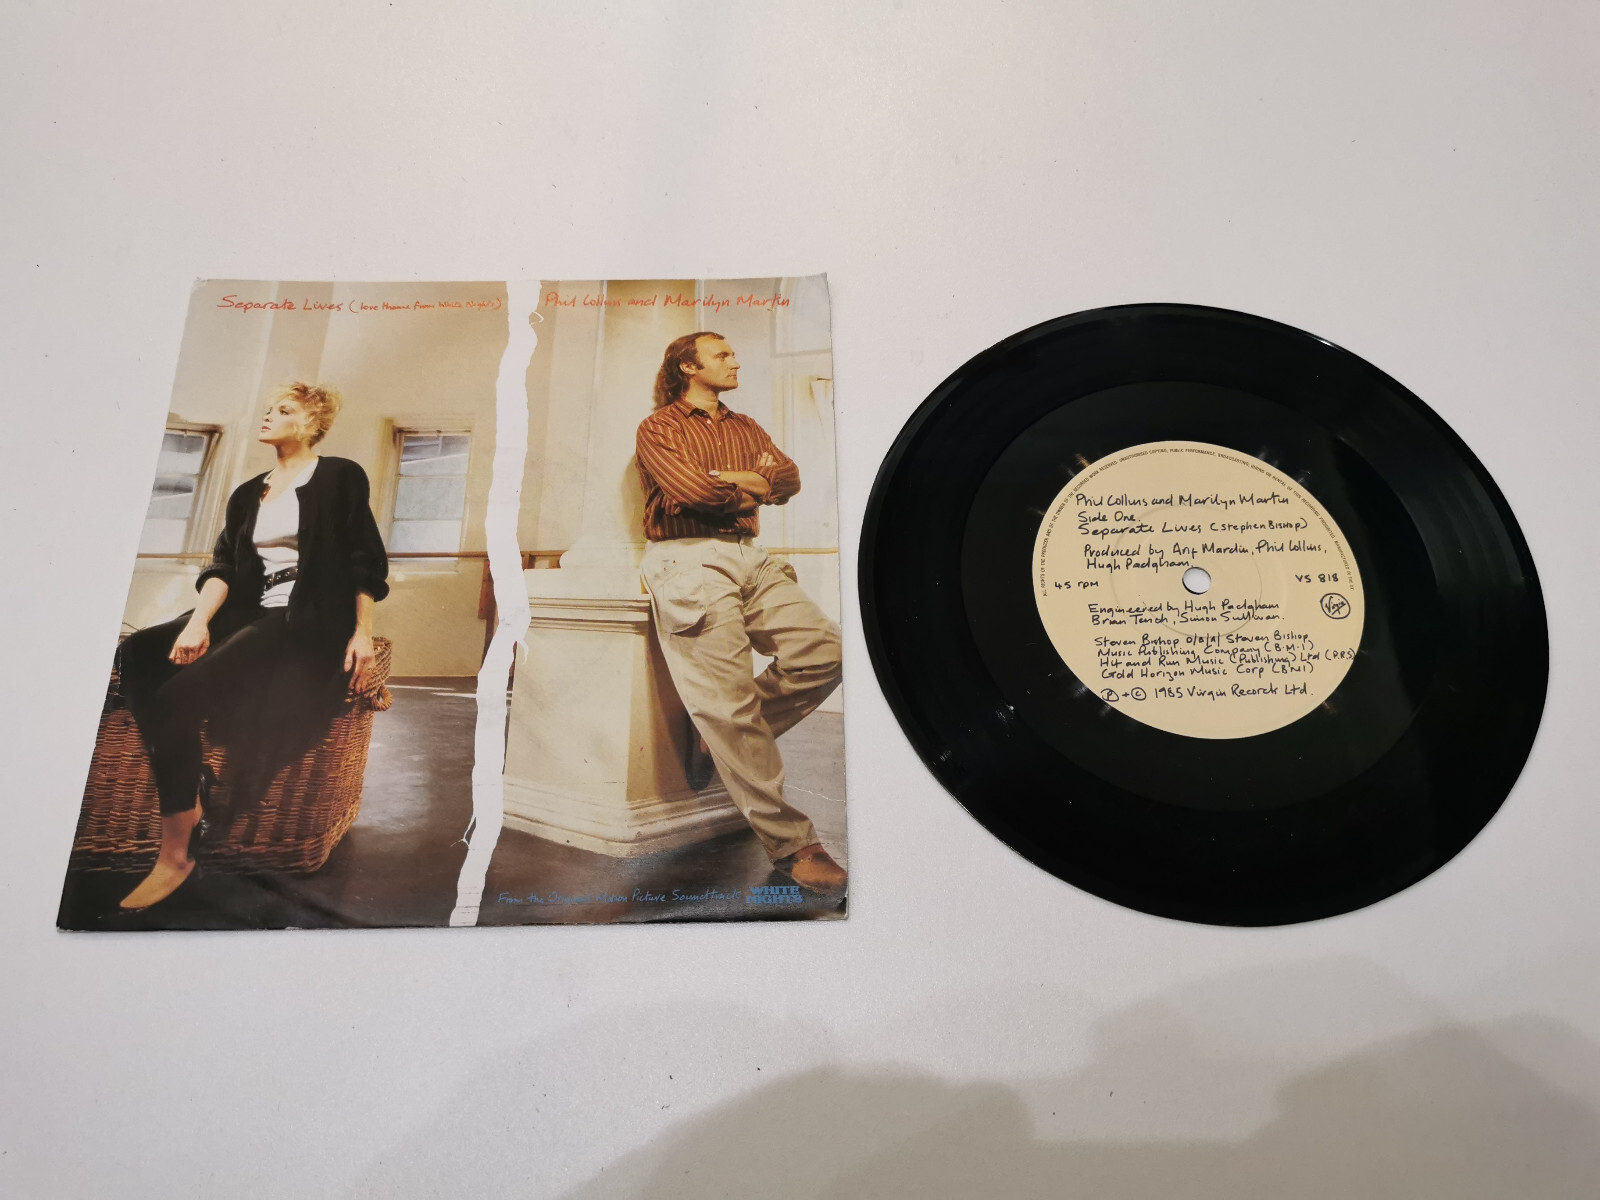 Separate Lives (Love theme from White Nights)
Phil Collins and Marilyn Martin
From the Original Motion Picture Soundtrack WHITE NIGHTS
Phil Collins and Marilyn Martin
Side One.
Separate Lives (Stephen Bishop)
Produced by Arif Mardin, Phil Collins,
Hugh Padgham.
45 rpm
VS 818
Virgin
Engineered by Hugh Padgham
Brian Tench, Simon Sullivan.
Steven Bishop O/B/A/ Steven Bishop
Music Publishing Company (B.M.I)
Hit and Run Music (Publishing) Ltd (P.R.S)
Gold Horizon Music Corp (B.M.I)
℗ + © 1985 Virgin Records Ltd.